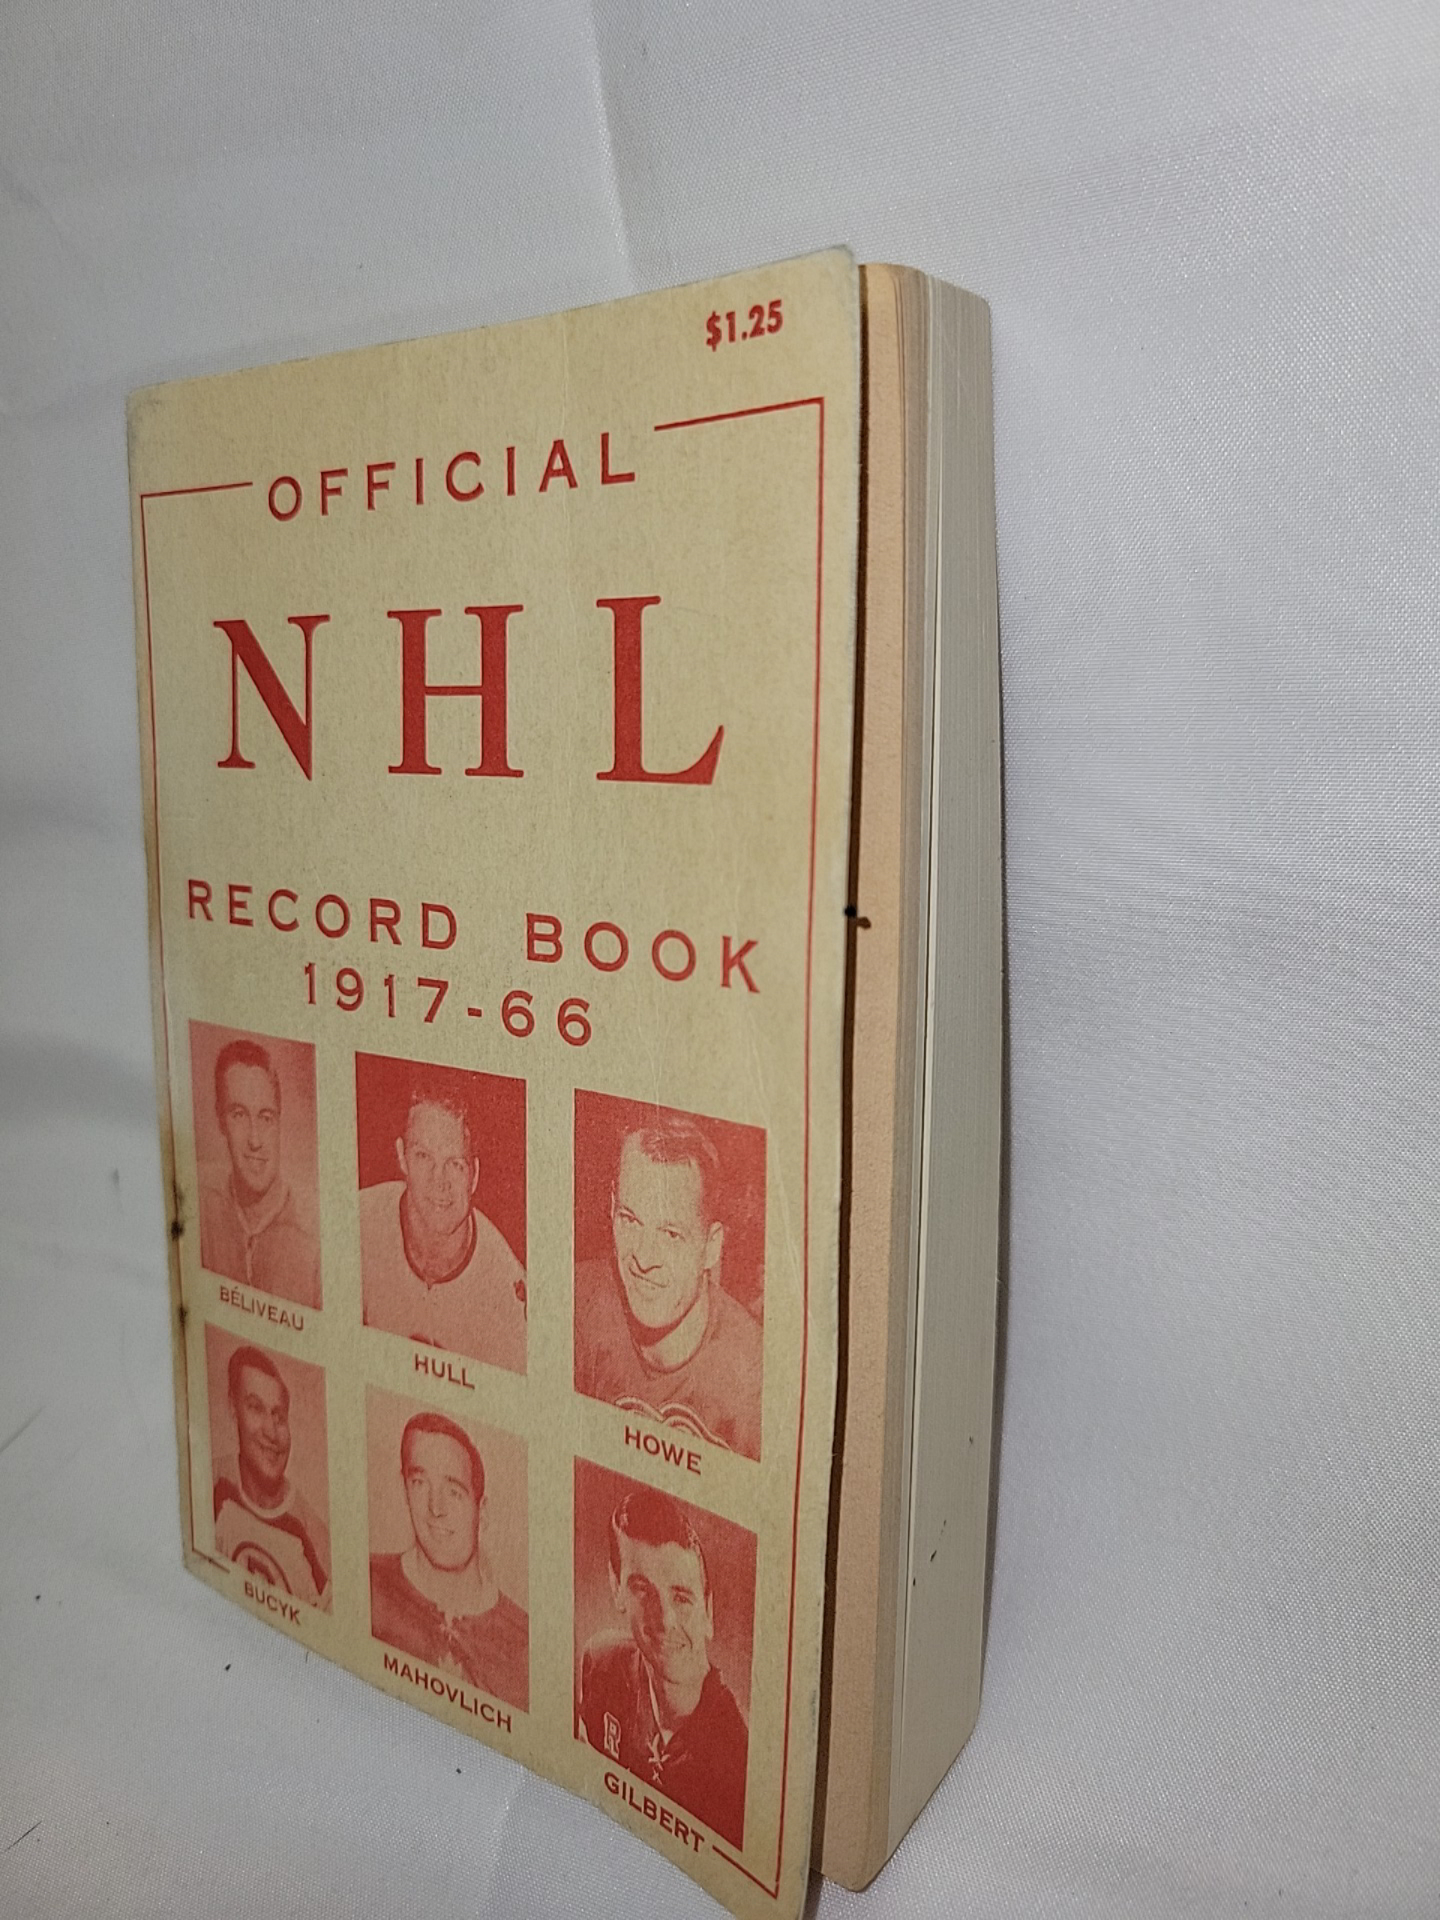 $1.25
OFFICIAL
NHL
RECORD BOOK
1917-66
BÉLIVEAU
HULL
HOWE
BUCYK
MAHOVLICH
GILBERT